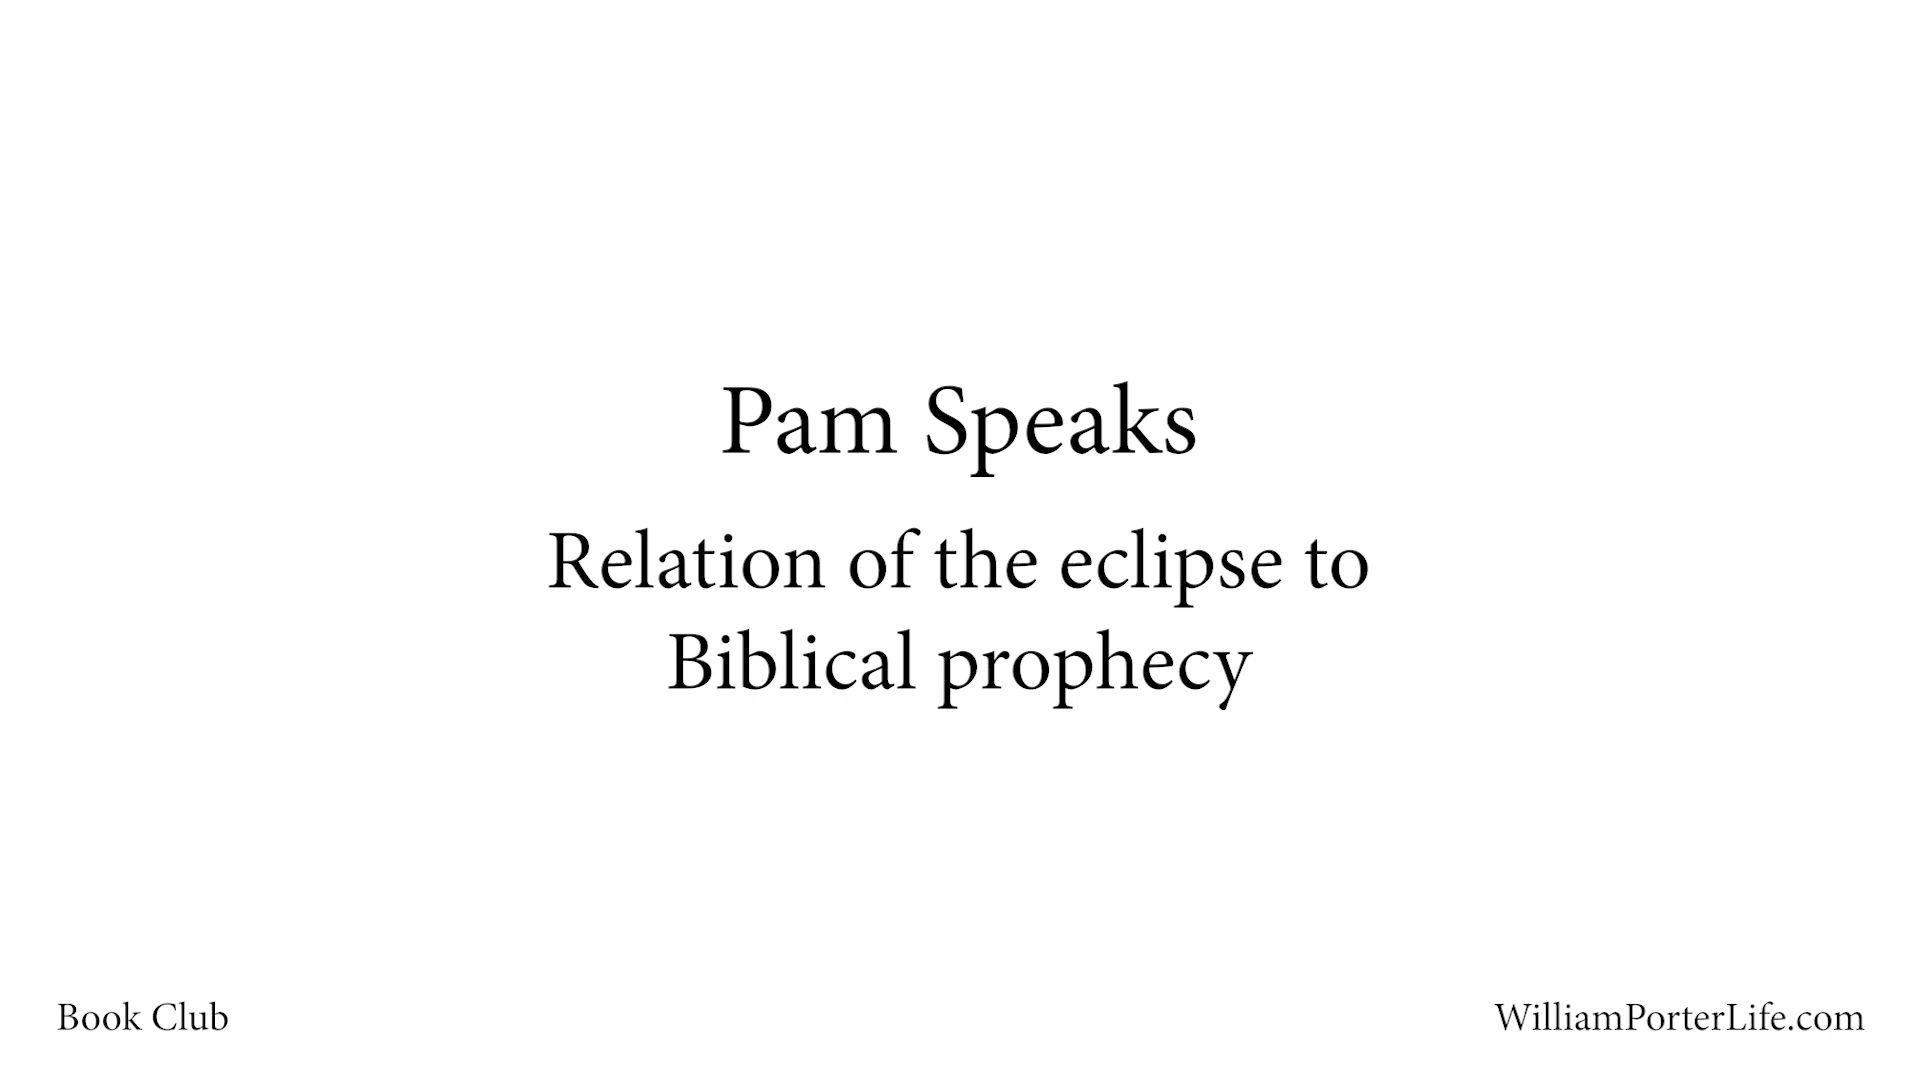 Pam Speaks
Relation of the eclipse to
Biblical prophecy
Book Club
WilliamPorterLife.com